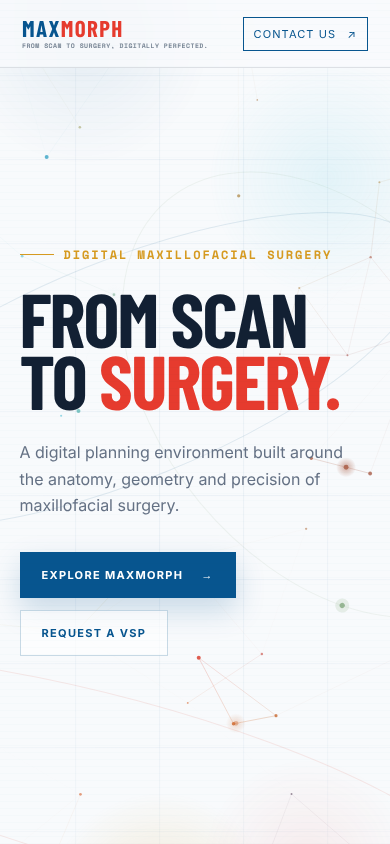 MAXMORPH
FROM SCAN TO SURGERY, DIGITALLY PERFECTED.
CONTACT US ↗
DIGITAL MAXILLOFACIAL SURGERY
FROM SCAN
TO SURGERY.
A digital planning environment built around
the anatomy, geometry and precision of
maxillofacial surgery.
EXPLORE MAXMORPH →
REQUEST A VSP